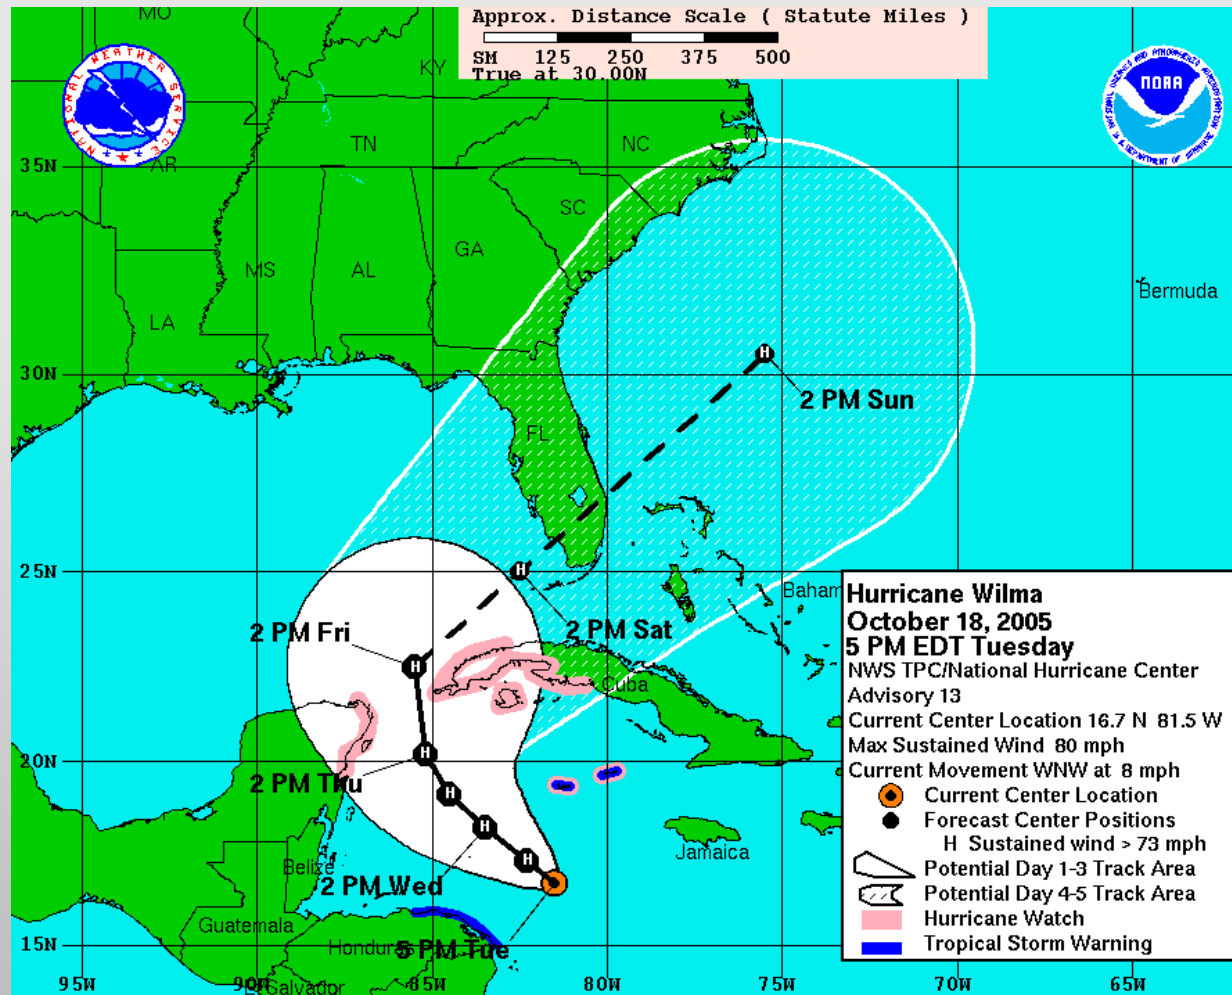 Approx. Distance Scale ( Statute Miles )
SM 125 250 375 500
True at 30.00N
MO
KY
NATIONAL WEATHER SERVICE
NOAA
TN
NC
AR
35N
SC
GA
MS
AL
Bermuda
LA
30N
2 PM Sun
FL
25N
Baham
2 PM Fri
2 PM Sat
Cuba
20N
2 PM Thu
Jamaica
Belize
2 PM Wed
Guatemala
Honduras
5 PM Tue
15N
El Salvador
95W 90W 85W 80W 75W 70W 65W
H
H
H
H
H
H
H
Hurricane Wilma
October 18, 2005
5 PM EDT Tuesday
NWS TPC/National Hurricane Center
Advisory 13
Current Center Location 16.7 N 81.5 W
Max Sustained Wind 80 mph
Current Movement WNW at 8 mph
Current Center Location
Forecast Center Positions
H Sustained wind > 73 mph
Potential Day 1-3 Track Area
Potential Day 4-5 Track Area
Hurricane Watch
Tropical Storm Warning